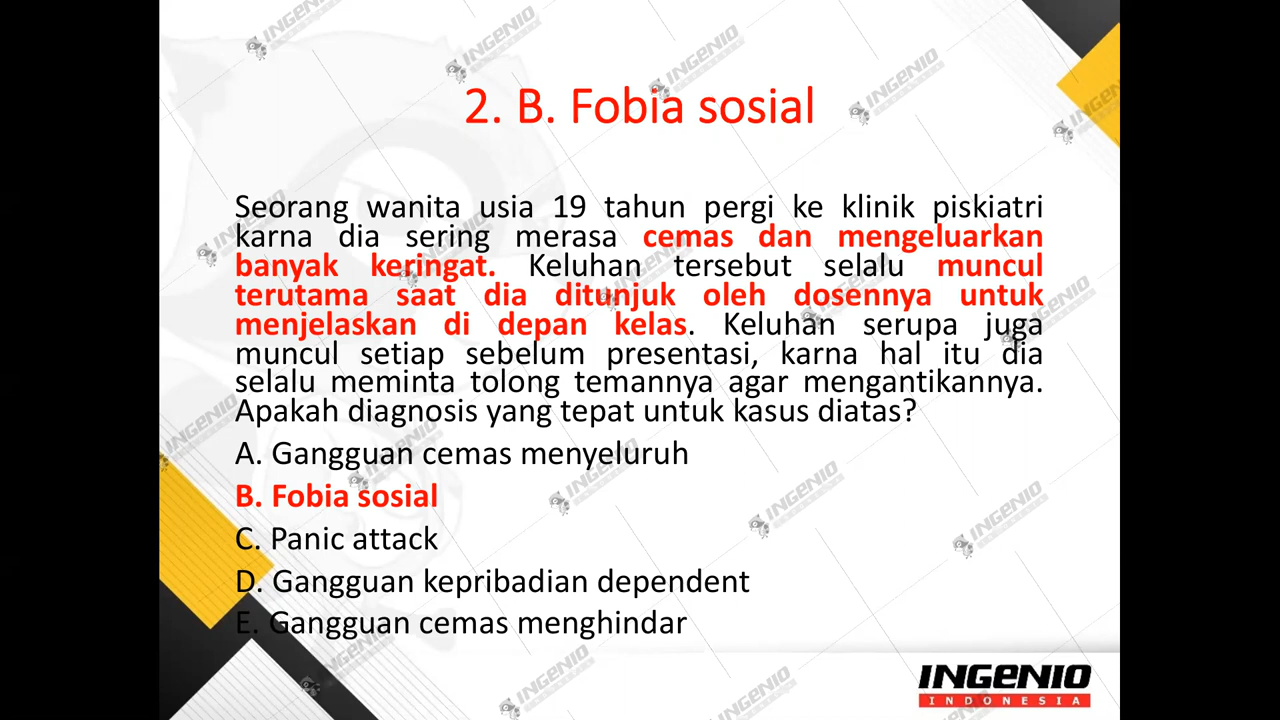 2. B. Fobia sosial
Seorang wanita usia 19 tahun pergi ke klinik piskiatri
karna dia sering merasa cemas dan mengeluarkan
banyak keringat. Keluhan tersebut selalu muncul
terutama saat dia ditunjuk oleh dosennya untuk
menjelaskan di depan kelas. Keluhan serupa juga
muncul setiap sebelum presentasi, karna hal itu dia
selalu meminta tolong temannya agar mengantikannya.
Apakah diagnosis yang tepat untuk kasus diatas?
A. Gangguan cemas menyeluruh
B. Fobia sosial
C. Panic attack
D. Gangguan kepribadian dependent
E. Gangguan cemas menghindar
INGENIO
INDONESIA